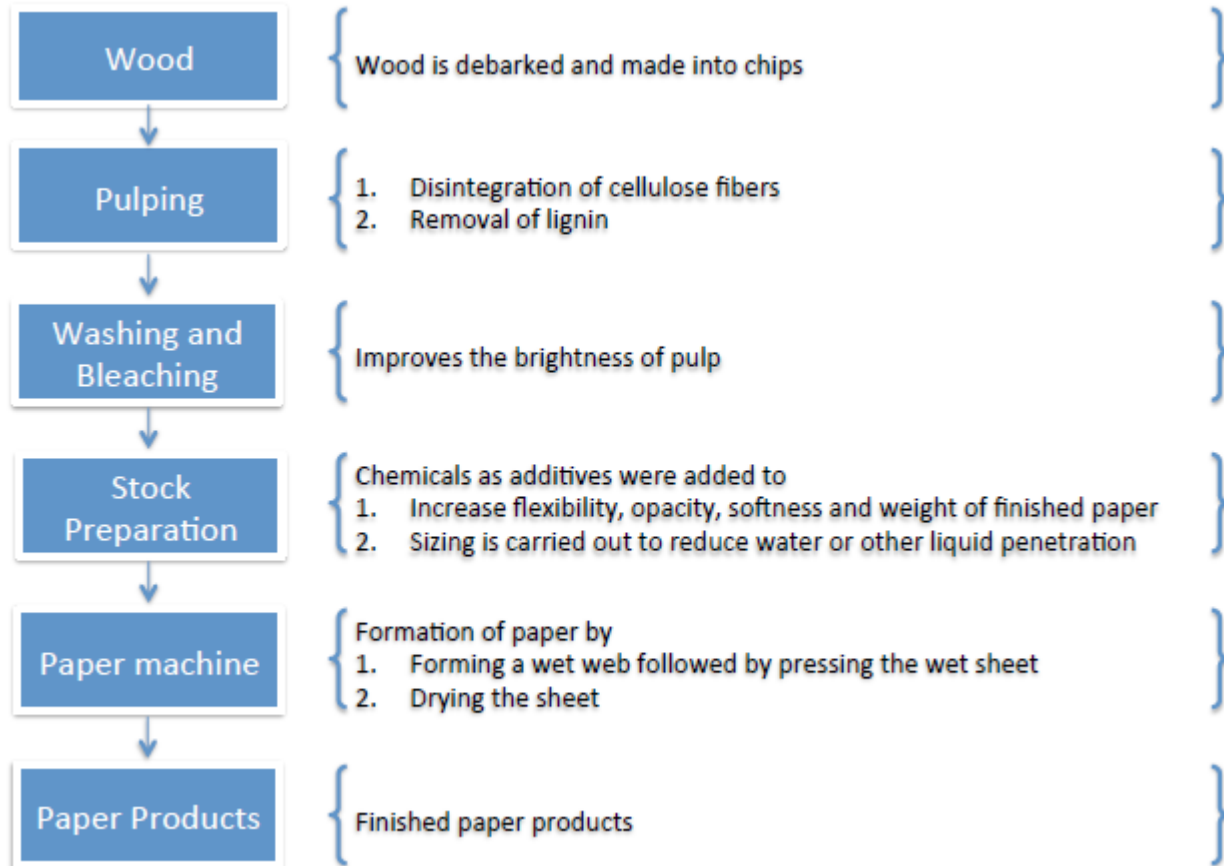 Wood
Wood is debarked and made into chips
Pulping
1. Disintegration of cellulose fibers
2. Removal of lignin
Washing and
Bleaching
Improves the brightness of pulp
Stock
Preparation
Chemicals as additives were added to
1. Increase flexibility, opacity, softness and weight of finished paper
2. Sizing is carried out to reduce water or other liquid penetration
Paper machine
Formation of paper by
1. Forming a wet web followed by pressing the wet sheet
2. Drying the sheet
Paper Products
Finished paper products